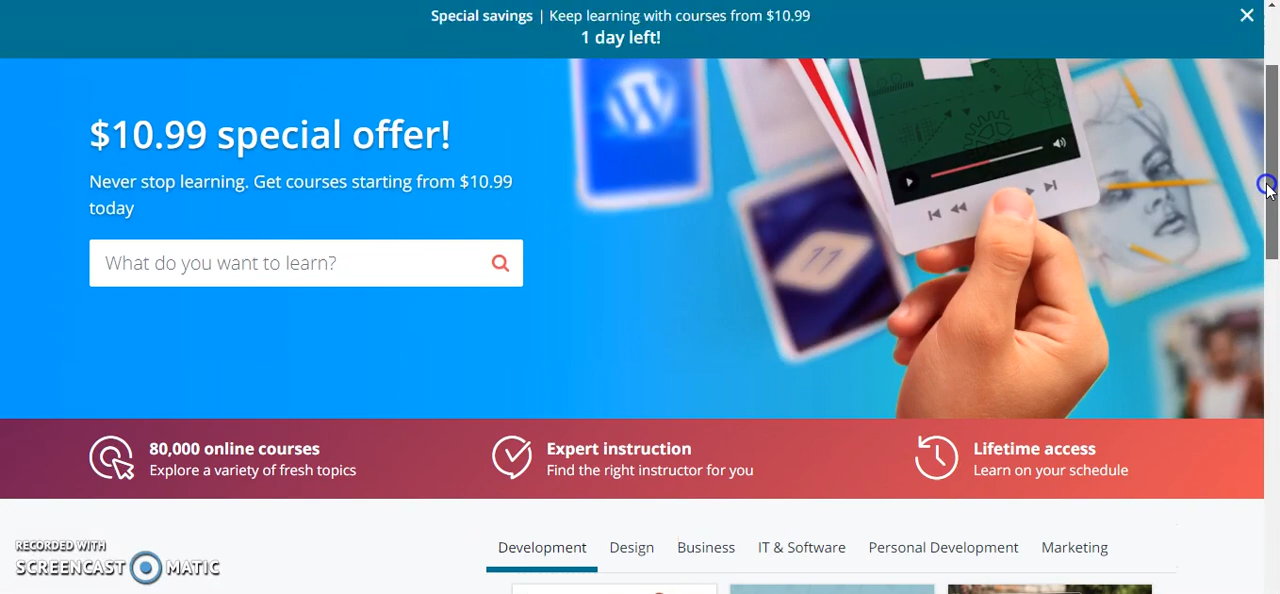 Special savings | Keep learning with courses from $10.99
1 day left!
$10.99 special offer!
Never stop learning. Get courses starting from $10.99
today
What do you want to learn?
11
80,000 online courses
Explore a variety of fresh topics
Expert instruction
Find the right instructor for you
Lifetime access
Learn on your schedule
Development Design Business IT & Software Personal Development Marketing
RECORDED WITH
SCREENCAST MATIC